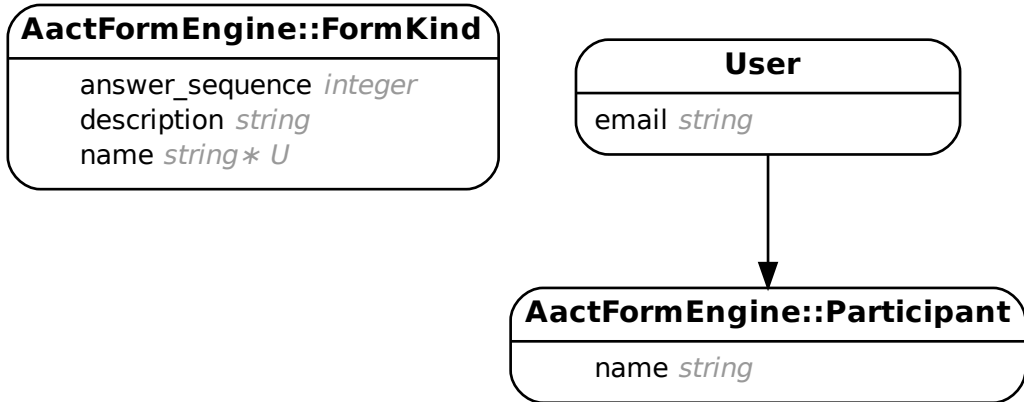 AactFormEngine::FormKind
answer_sequence integer
description string
name string∗ U
User
email string
AactFormEngine::Participant
name string